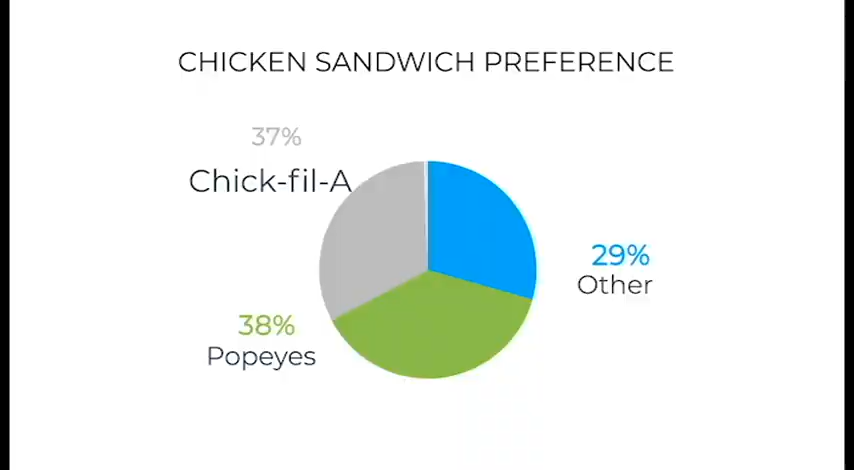 CHICKEN SANDWICH PREFERENCE
37%
Chick-fil-A
29%
Other
38%
Popeyes